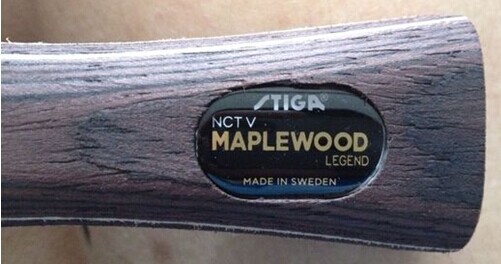 STIGA®
NCT V
MAPLEWOOD
LEGEND
MADE IN SWEDEN